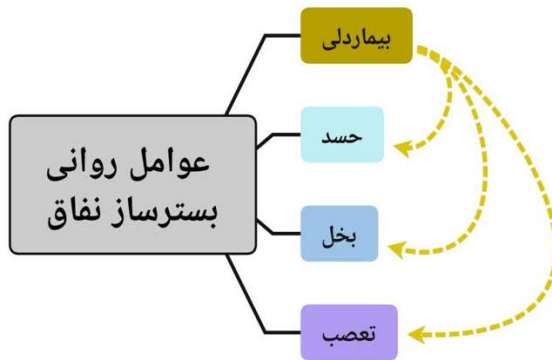 عوامل روانی
بسترساز نفاق
بیماردلی
حسد
بخل
تعصب